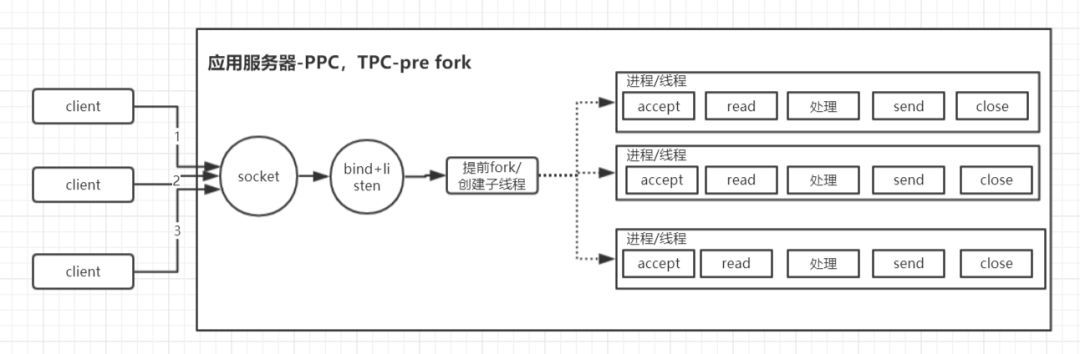 应用服务器-PPC，TPC-pre fork
client
client
client
1
2
3
socket
bind+li
sten
提前fork/
创建子线程
进程/线程
accept read 处理 send close
进程/线程
accept read 处理 send close
进程/线程
accept read 处理 send close